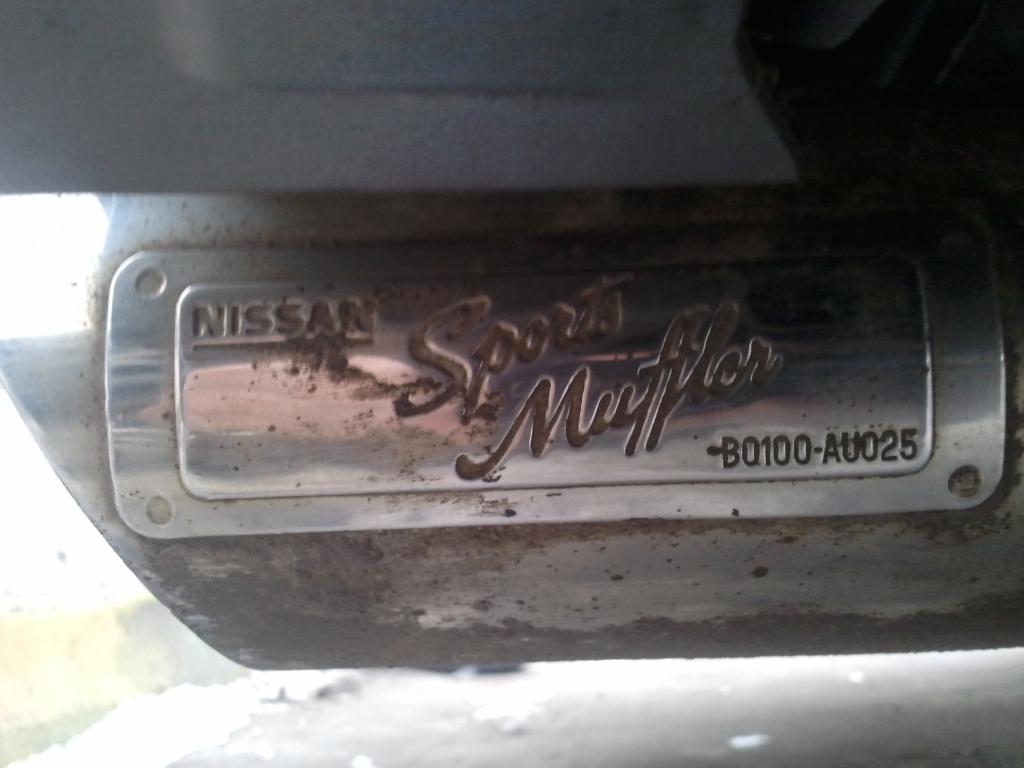 NISSAN
Sports
Muffler
B0100-AU025